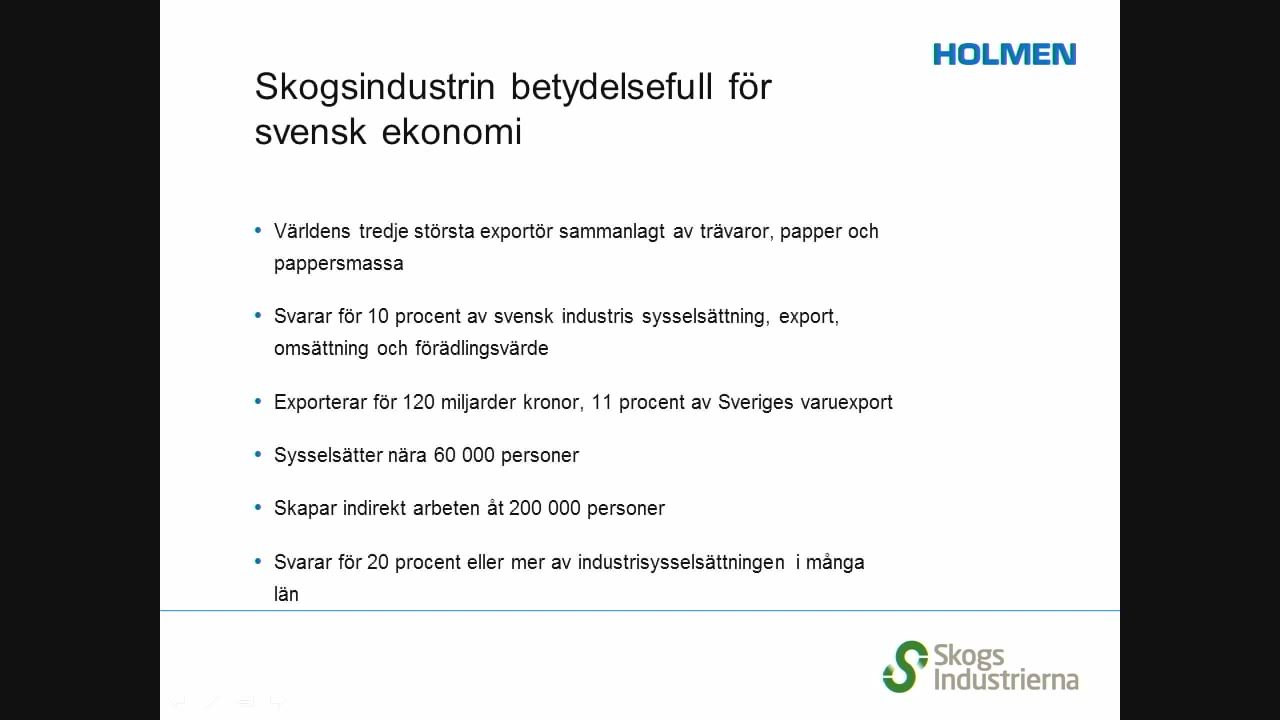 HOLMEN
Skogsindustrin betydelsefull för
svensk ekonomi
• Världens tredje största exportör sammanlagt av trävaror, papper och
pappersmassa
• Svarar för 10 procent av svensk industris sysselsättning, export,
omsättning och förädlingsvärde
• Exporterar för 120 miljarder kronor, 11 procent av Sveriges varuexport
• Sysselsätter nära 60 000 personer
• Skapar indirekt arbeten åt 200 000 personer
• Svarar för 20 procent eller mer av industrisysselsättningen i många
län
Skogs
Industrierna